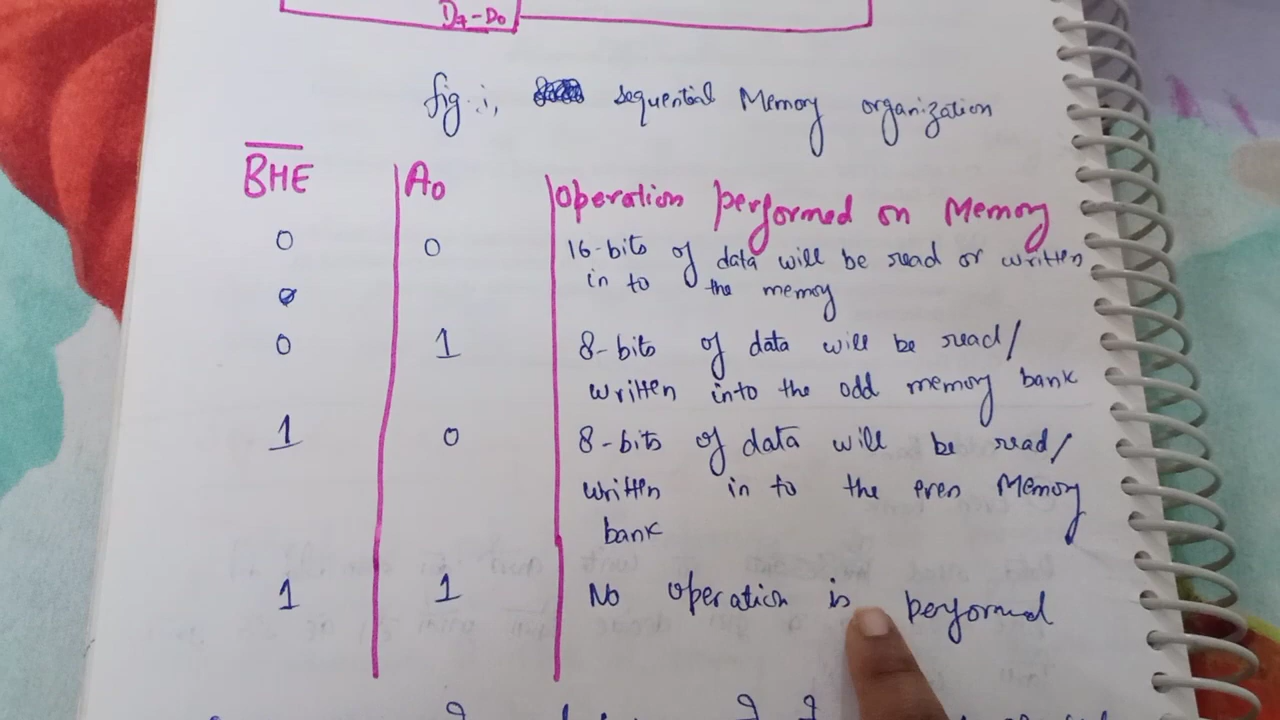 D7-D0
fig:i, sequential Memory organization
B̅H̅E̅ A0 Operation performed on Memory
0 0 16-bits of data will be read or written
in to the memory
0 1 8-bits of data will be read/
written into the odd memory bank
1 0 8-bits of data will be read/
written in to the even Memory
bank
1 1 No operation is performed